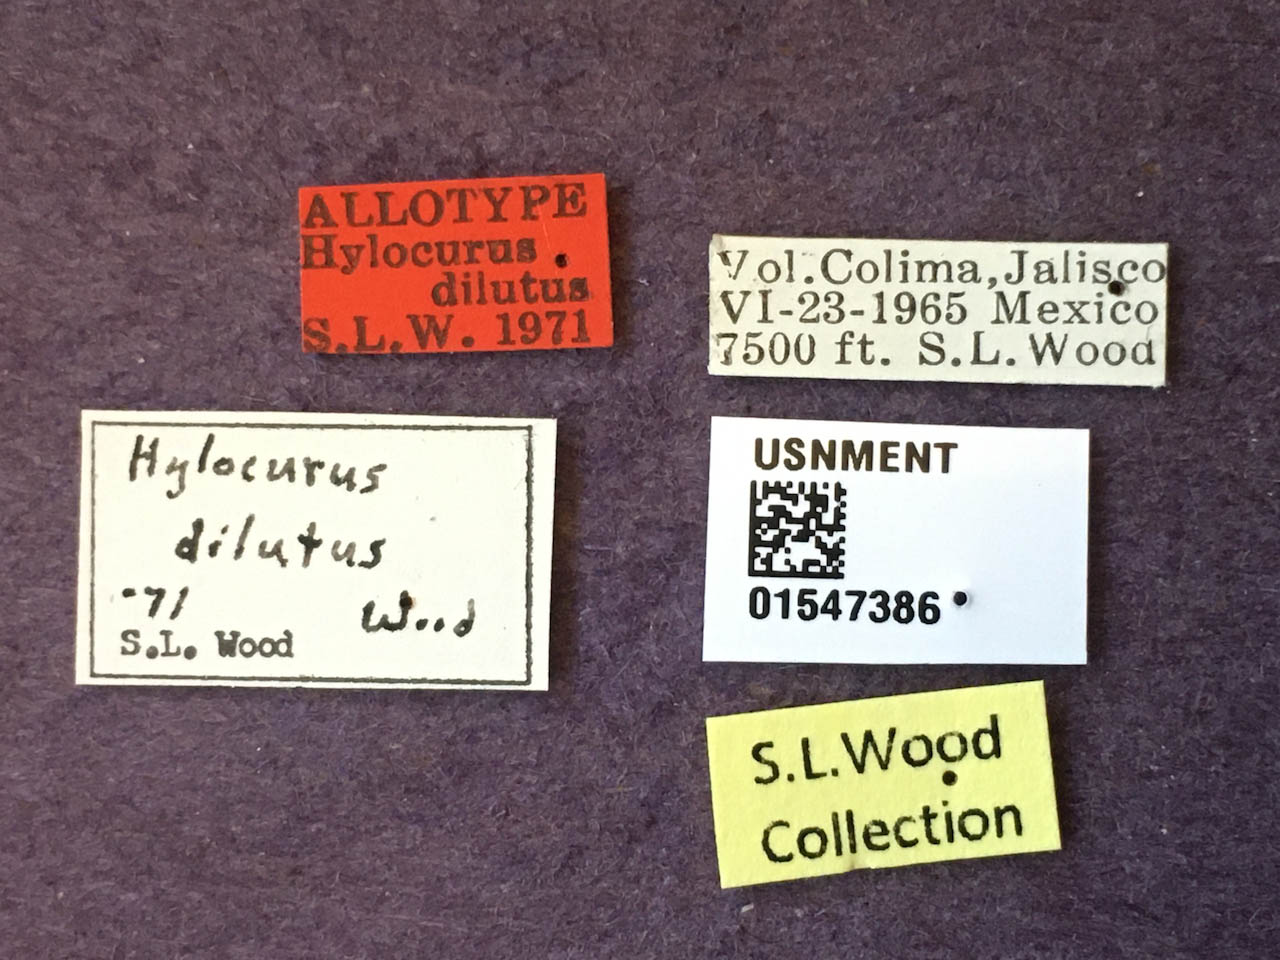 ALLOTYPE
Hylocurus
dilutus
S.L.W. 1971
Vol.Colima,Jalisco
VI-23-1965 Mexico
7500 ft. S.L.Wood
Hylocurus
dilutus
-71 Wood
S.L. Wood
USNMENT
01547386
S.L.Wood
Collection